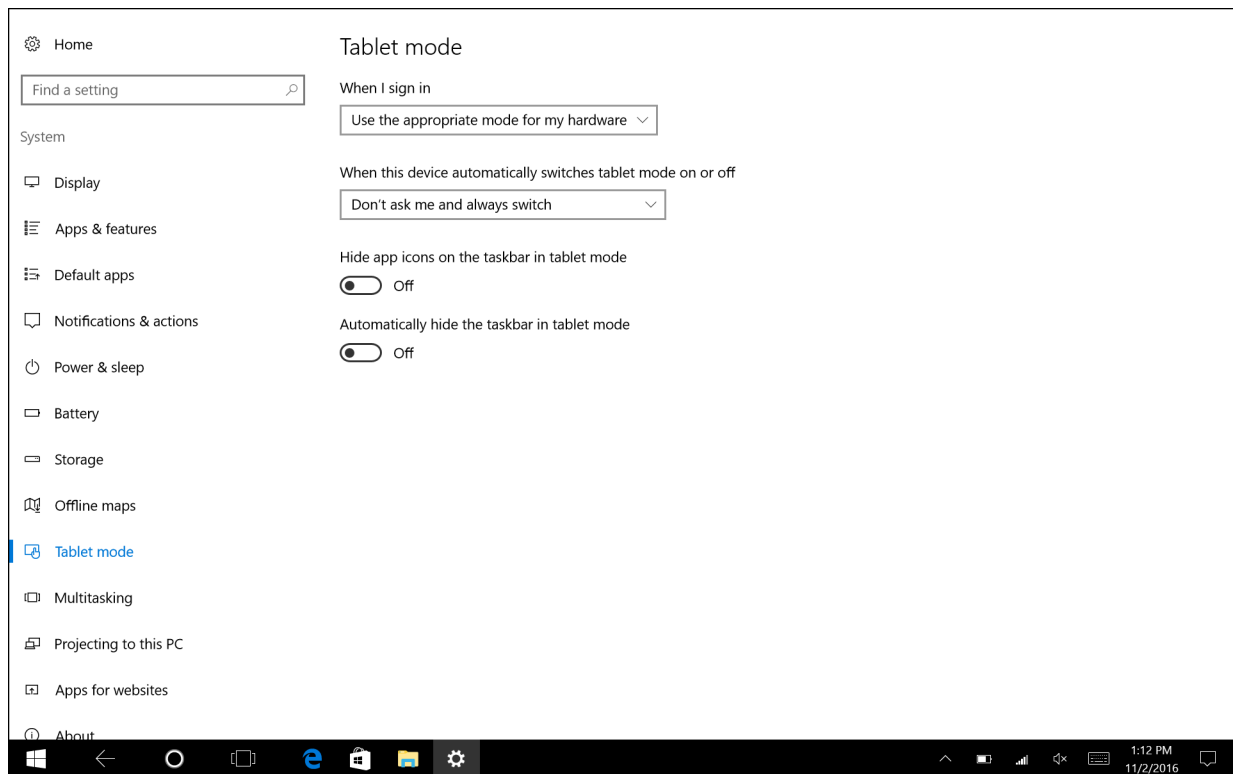 Home
Find a setting
System
Display
Apps & features
Default apps
Notifications & actions
Power & sleep
Battery
Storage
Offline maps
Tablet mode
Multitasking
Projecting to this PC
Apps for websites
About
Tablet mode
When I sign in
Use the appropriate mode for my hardware
When this device automatically switches tablet mode on or off
Don't ask me and always switch
Hide app icons on the taskbar in tablet mode
Off
Automatically hide the taskbar in tablet mode
Off
1:12 PM
11/2/2016